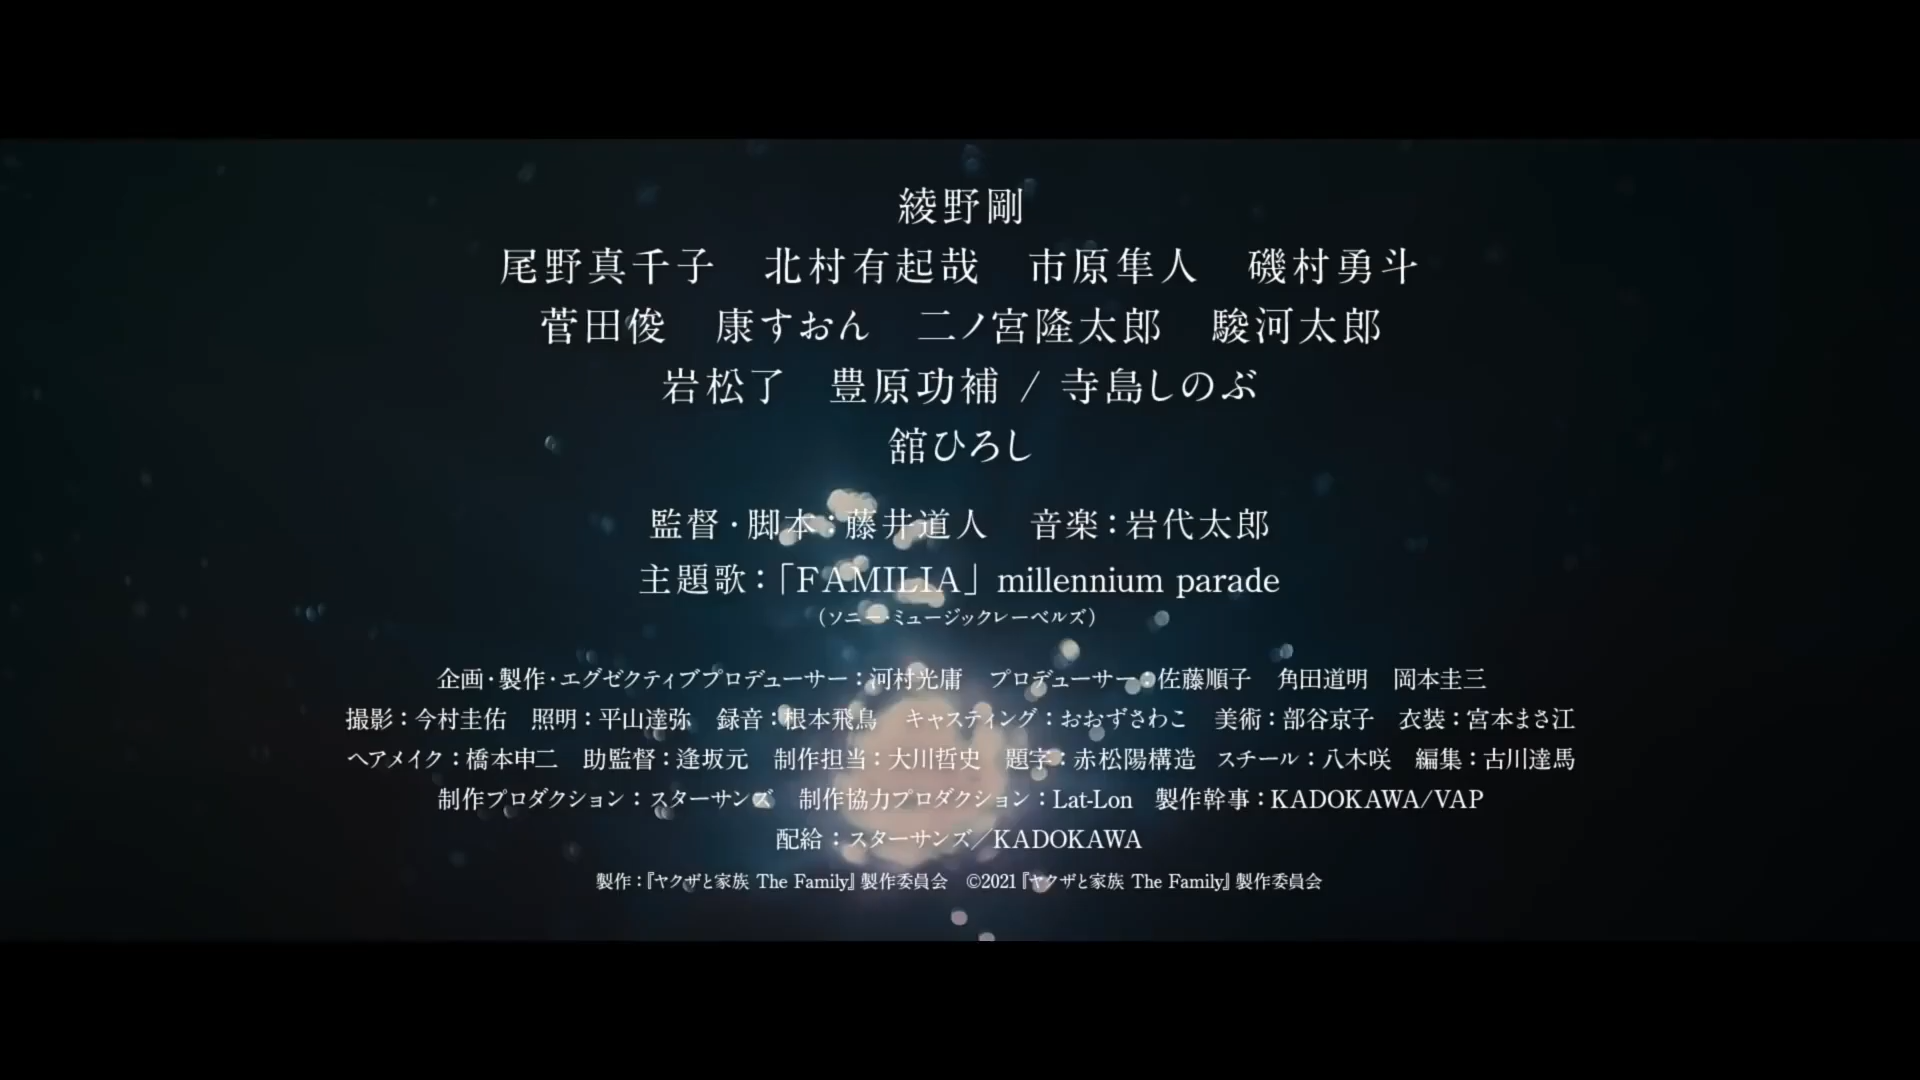 綾野剛
尾野真千子　北村有起哉　市原隼人　磯村勇斗
菅田俊　康すおん　二ノ宮隆太郎　駿河太郎
岩松了　豊原功補 / 寺島しのぶ
舘ひろし
監督・脚本：藤井道人　音楽：岩代太郎
主題歌：「FAMILIA」millennium parade
（ソニー・ミュージックレーベルズ）
企画・製作・エグゼクティブプロデューサー：河村光庸　プロデューサー：佐藤順子　角田道明　岡本圭三
撮影：今村圭佑　照明：平山達弥　録音：根本飛鳥　キャスティング：おおずさわこ　美術：部谷京子　衣装：宮本まさ江
ヘアメイク：橋本申二　助監督：逢坂元　制作担当：大川哲史　題字：赤松陽構造　スチール：八木咲　編集：古川達馬
制作プロダクション：スターサンズ　制作協力プロダクション：Lat-Lon　製作幹事：KADOKAWA/VAP
配給：スターサンズ／KADOKAWA
製作：『ヤクザと家族 The Family』製作委員会　©2021『ヤクザと家族 The Family』製作委員会